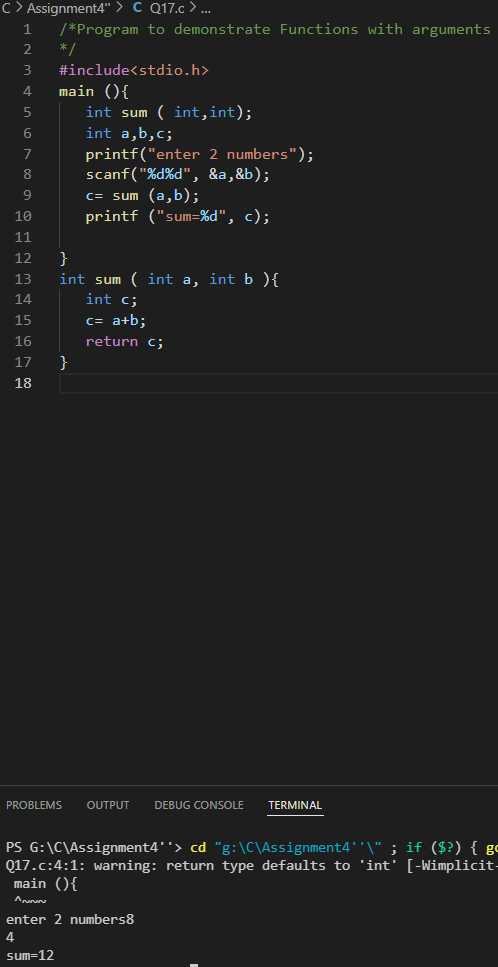 C > Assignment4'' > C Q17.c > ...
1 /*Program to demonstrate Functions with arguments
2 */
3 #include<stdio.h>
4 main (){
5    int sum ( int,int);
6    int a,b,c;
7    printf("enter 2 numbers");
8    scanf("%d%d", &a,&b);
9    c= sum (a,b);
10    printf ("sum=%d", c);
11
12 }
13 int sum ( int a, int b ){
14    int c;
15    c= a+b;
16    return c;
17 }
18
PROBLEMS OUTPUT DEBUG CONSOLE TERMINAL
PS G:\C\Assignment4''> cd "g:\C\Assignment4''\" ; if ($?) { gc
Q17.c:4:1: warning: return type defaults to 'int' [-Wimplicit-
 main (){
 ^~~~
enter 2 numbers8
4
sum=12